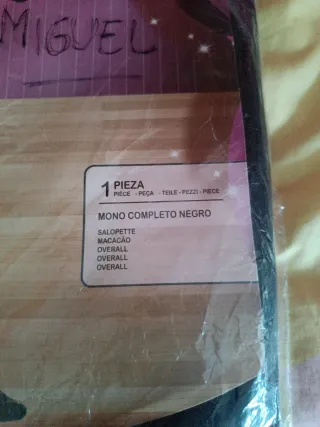 MIGUEL
1 PIEZA
PIÈCE - PEÇA - TEILE - PEZZI - PIECE
MONO COMPLETO NEGRO
SALOPETTE
MACACÃO
OVERALL
OVERALL
OVERALL